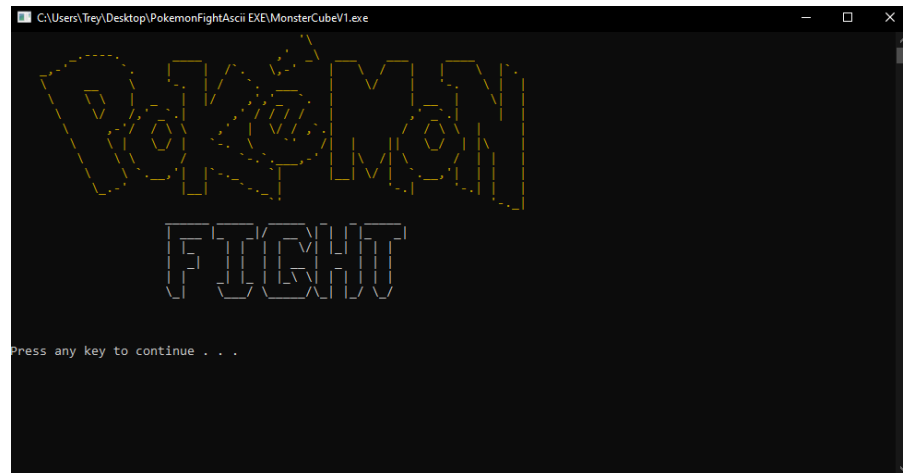 C:\Users\Trey\Desktop\PokemonFightAscii EXE\MonsterCubeV1.exe
POKéMON
FIGHT
Press any key to continue . . .